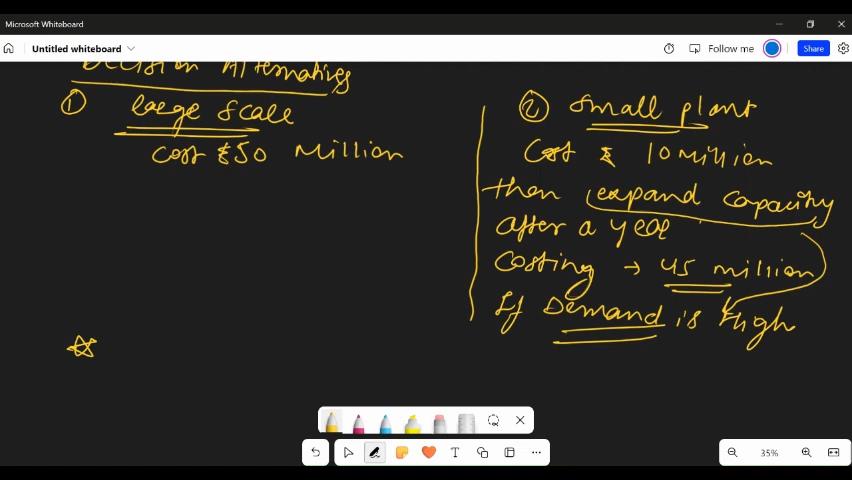 Microsoft Whiteboard
Untitled whiteboard
Follow me
Share
Decision Alternatives
① large scale
cost £50 Million
② small plant
Cost £ 10 million
then expand capacity
after a year
Costing → 45 million
If Demand is High
T
35%